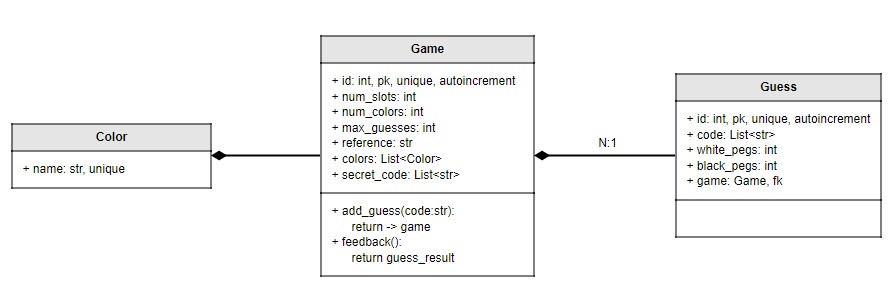 Color
+ name: str, unique
Game
+ id: int, pk, unique, autoincrement
+ num_slots: int
+ num_colors: int
+ max_guesses: int
+ reference: str
+ colors: List<Color>
+ secret_code: List<str>
+ add_guess(code:str):
return -> game
+ feedback():
return guess_result
N:1
Guess
+ id: int, pk, unique, autoincrement
+ code: List<str>
+ white_pegs: int
+ black_pegs: int
+ game: Game, fk